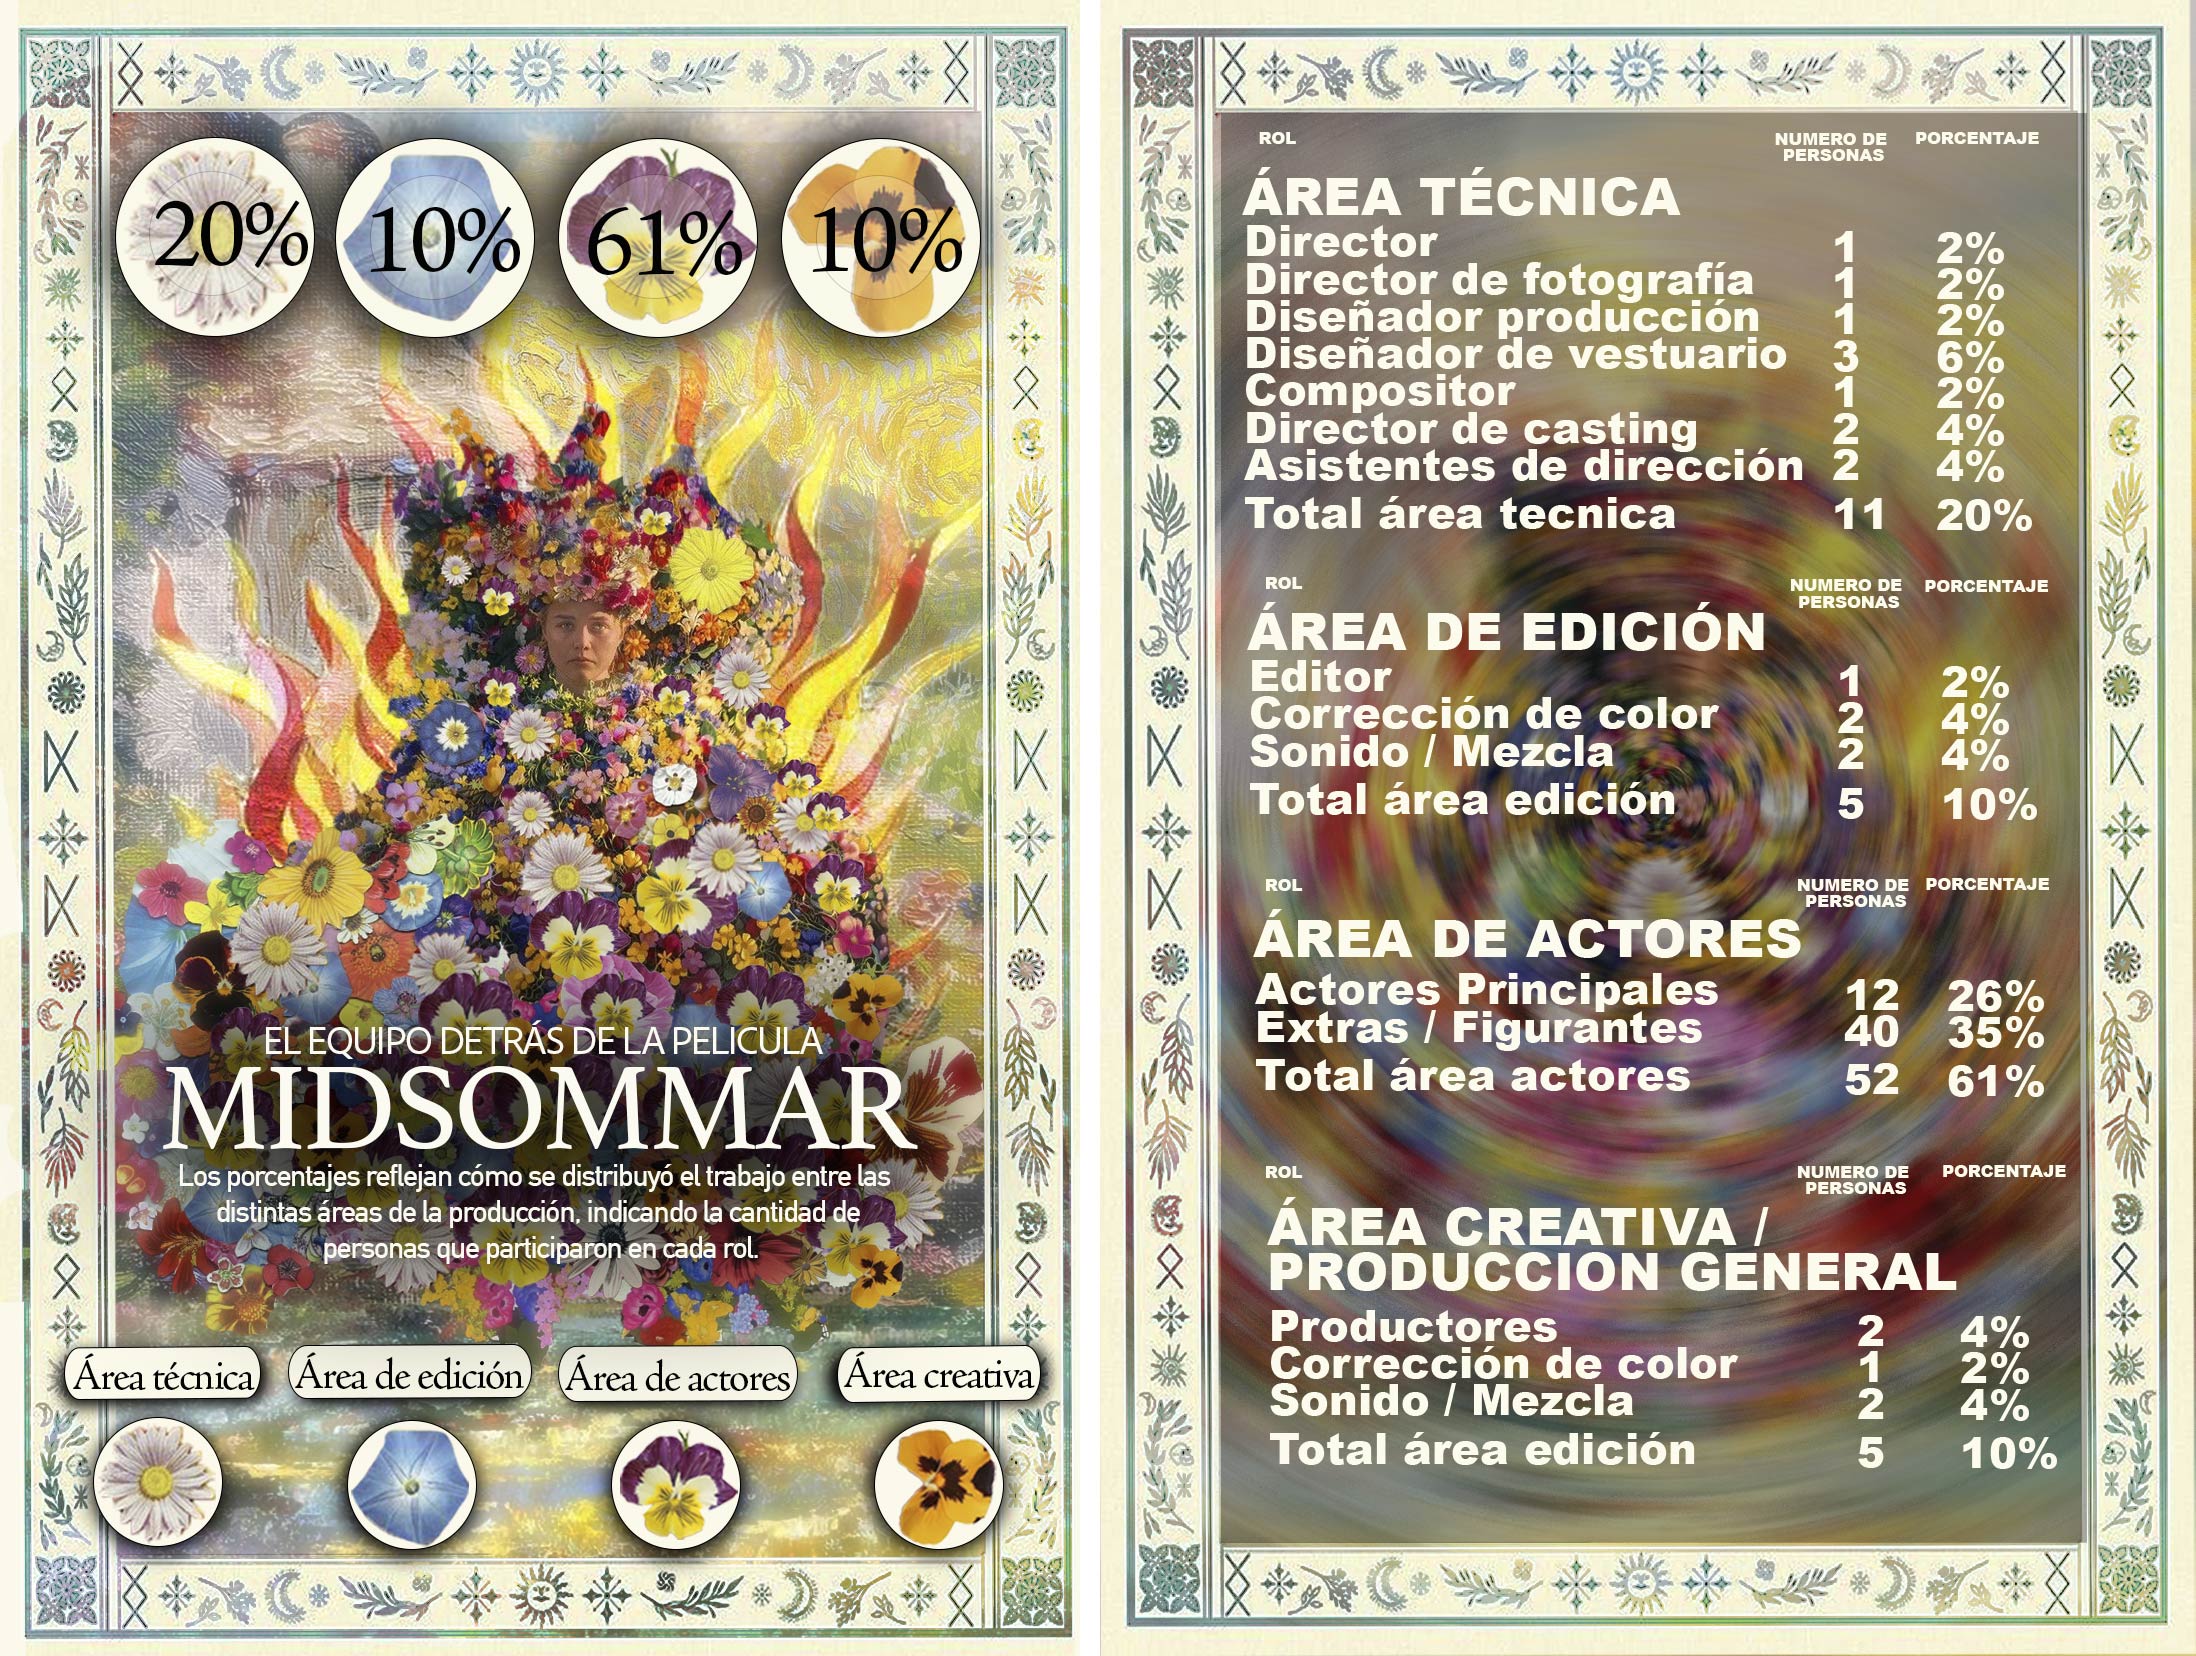 20% 10% 61% 10%
EL EQUIPO DETRÁS DE LA PELICULA
MIDSOMMAR
Los porcentajes reflejan cómo se distribuyó el trabajo entre las
distintas áreas de la producción, indicando la cantidad de
personas que participaron en cada rol.
Área técnica Área de edición Área de actores Área creativa
ROL NUMERO DE PERSONAS PORCENTAJE
ÁREA TÉCNICA
Director 1 2%
Director de fotografía 1 2%
Diseñador producción 1 2%
Diseñador de vestuario 3 6%
Compositor 1 2%
Director de casting 2 4%
Asistentes de dirección 2 4%
Total área tecnica 11 20%
ROL NUMERO DE PERSONAS PORCENTAJE
ÁREA DE EDICIÓN
Editor 1 2%
Corrección de color 2 4%
Sonido / Mezcla 2 4%
Total área edición 5 10%
ROL NUMERO DE PERSONAS PORCENTAJE
ÁREA DE ACTORES
Actores Principales 12 26%
Extras / Figurantes 40 35%
Total área actores 52 61%
ROL NUMERO DE PERSONAS PORCENTAJE
ÁREA CREATIVA /
PRODUCCION GENERAL
Productores 2 4%
Corrección de color 1 2%
Sonido / Mezcla 2 4%
Total área edición 5 10%